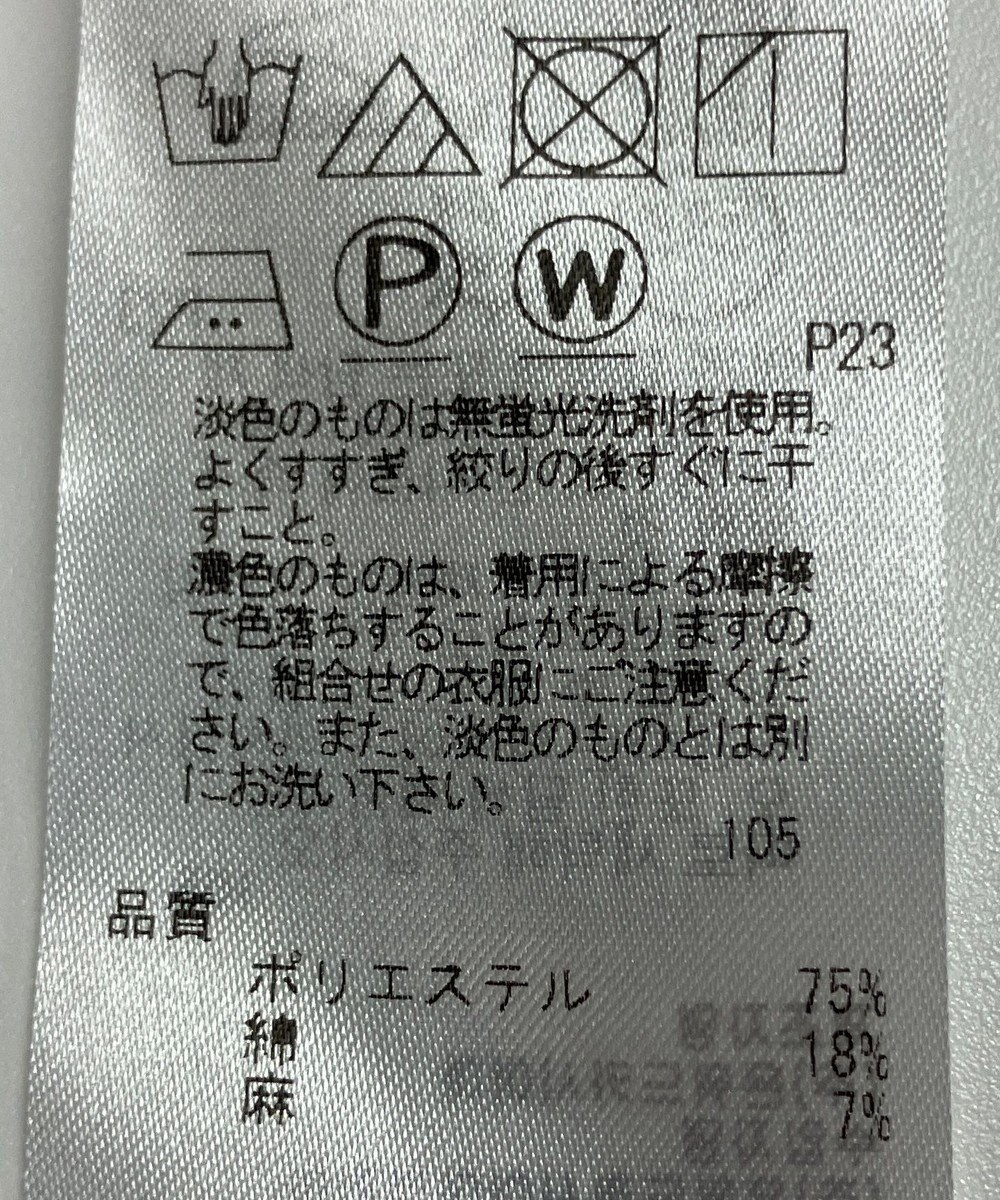 P
W
P23
淡色のものは無蛍光洗剤を使用。
よくすすぎ、絞りの後すぐに干
すこと。
濃色のものは、着用による摩擦
で色落ちすることがありますの
で、組合せの衣服にご注意くだ
さい。また、淡色のものとは別
にお洗い下さい。
105
品質
ポリエステル 75%
綿 18%
麻 7%